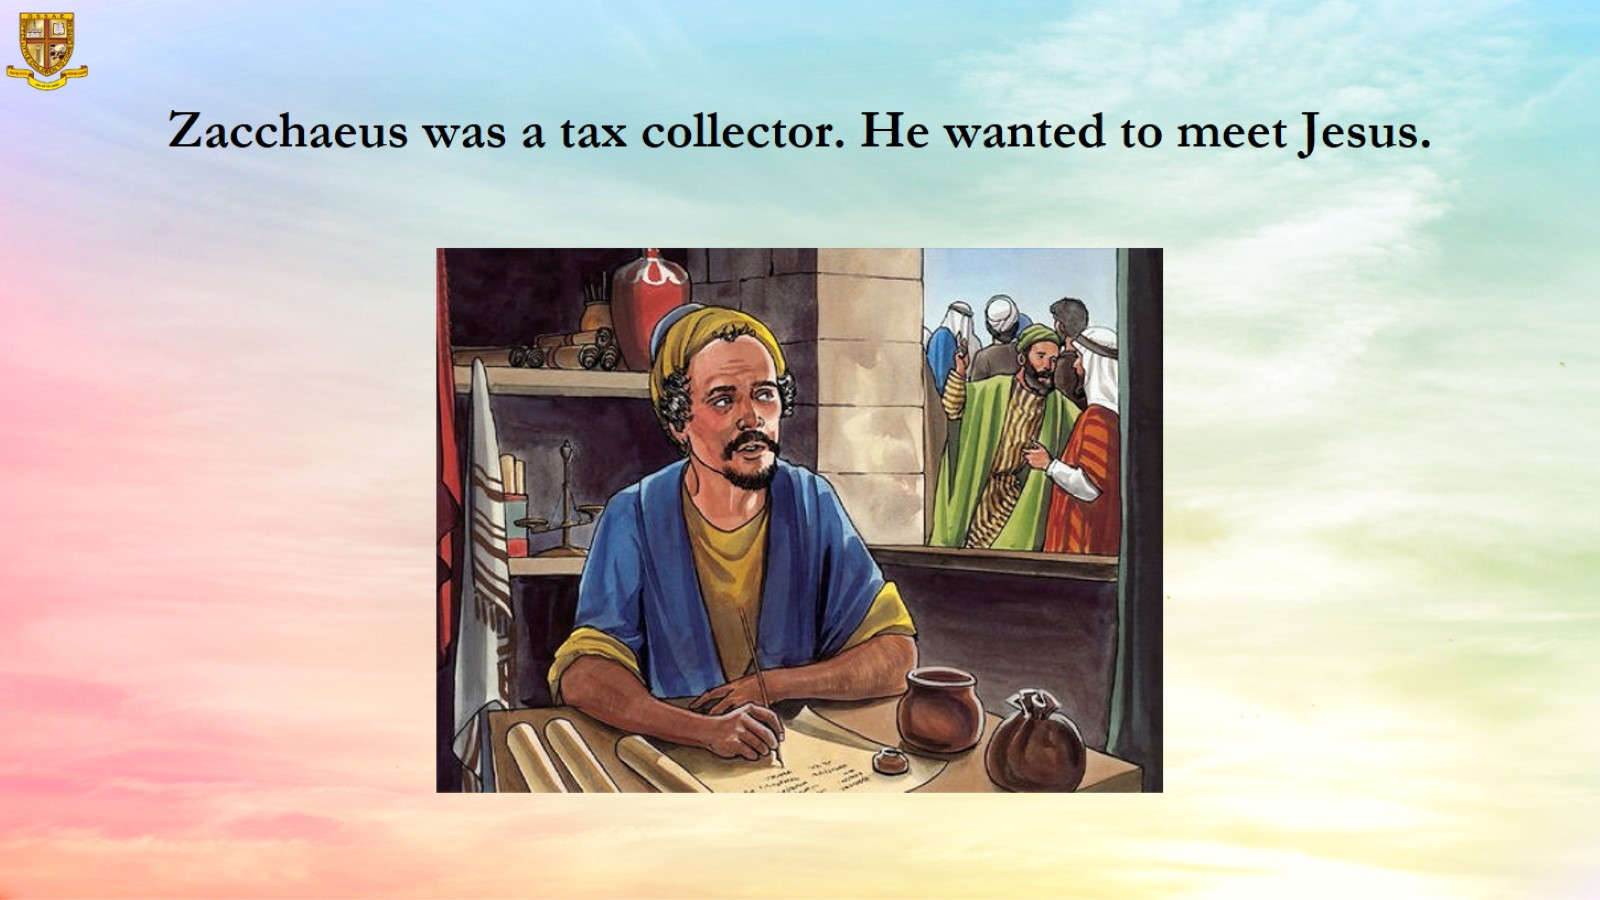 Zacchaeus was a tax collector. He wanted to meet Jesus.